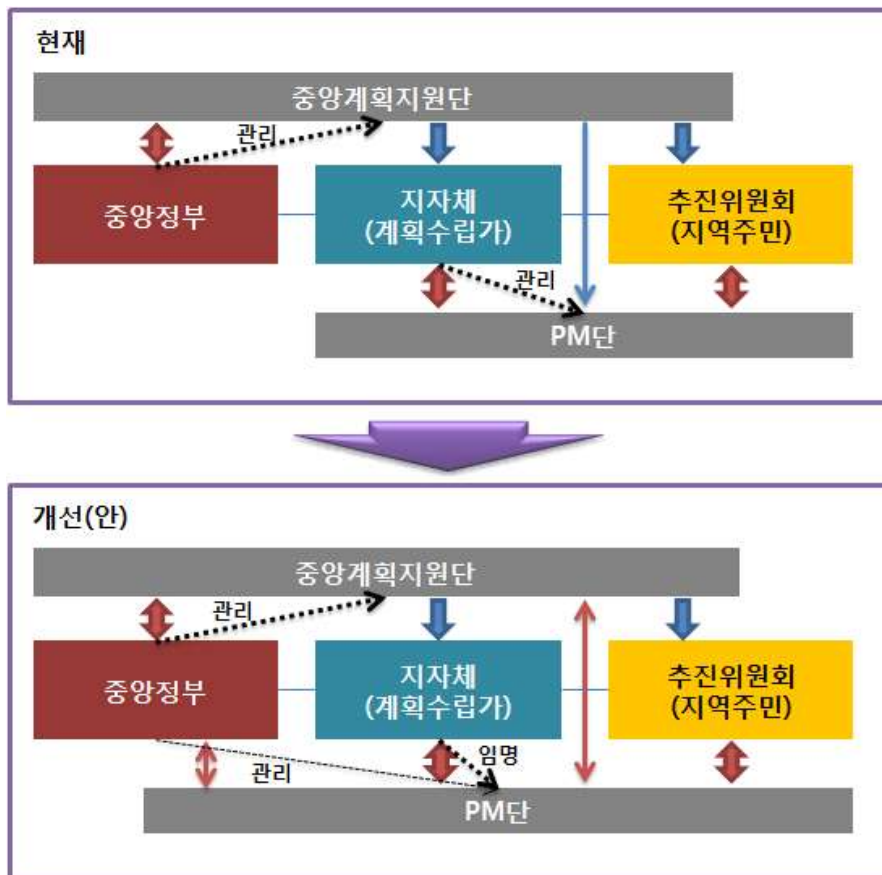 현재
중앙계획지원단
관리
중앙정부
지자체
(계획수립가)
추진위원회
(지역주민)
관리
PM단
개선(안)
중앙계획지원단
관리
중앙정부
지자체
(계획수립가)
추진위원회
(지역주민)
임명
관리
PM단